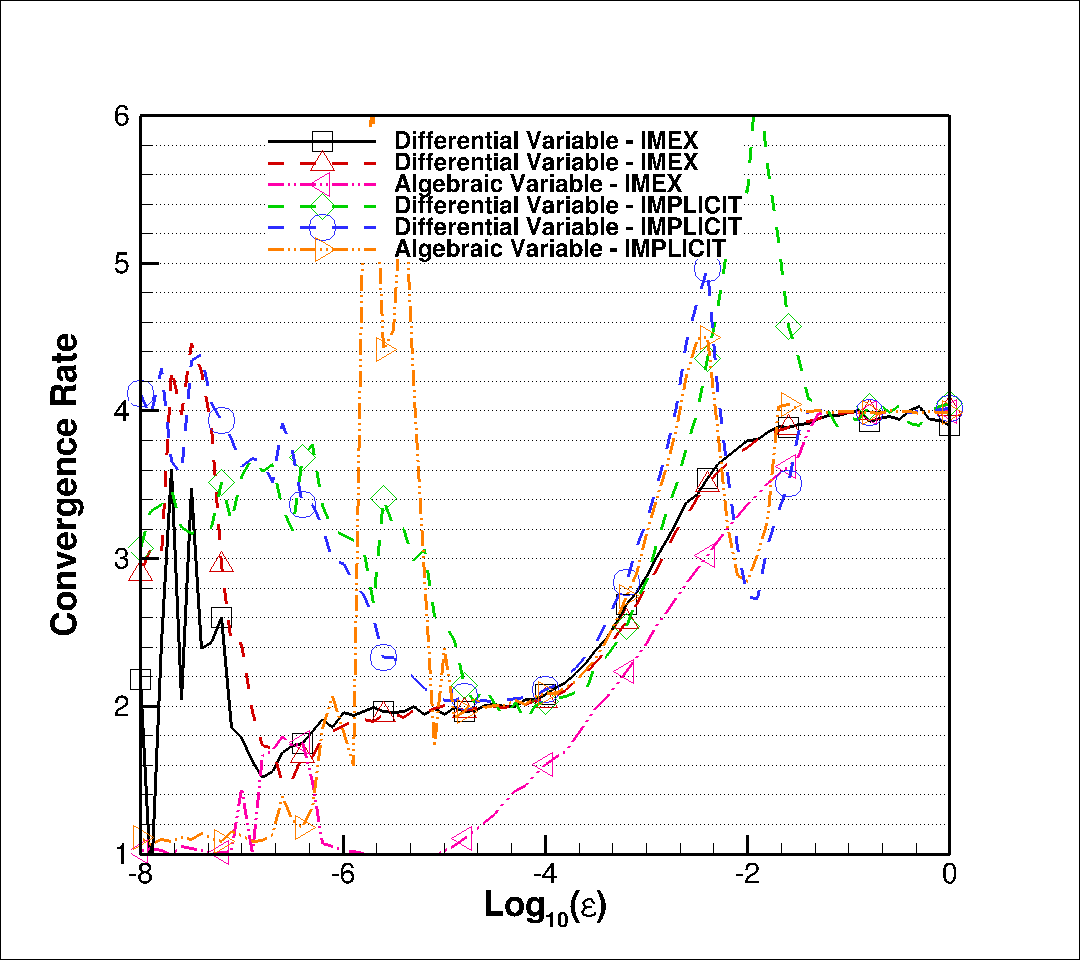 6
Differential Variable - IMEX
Differential Variable - IMEX
Algebraic Variable - IMEX
Differential Variable - IMPLICIT
Differential Variable - IMPLICIT
Algebraic Variable - IMPLICIT
5
4
3
2
1
Convergence Rate
-8 -6 -4 -2 0
Log₁₀(ε)